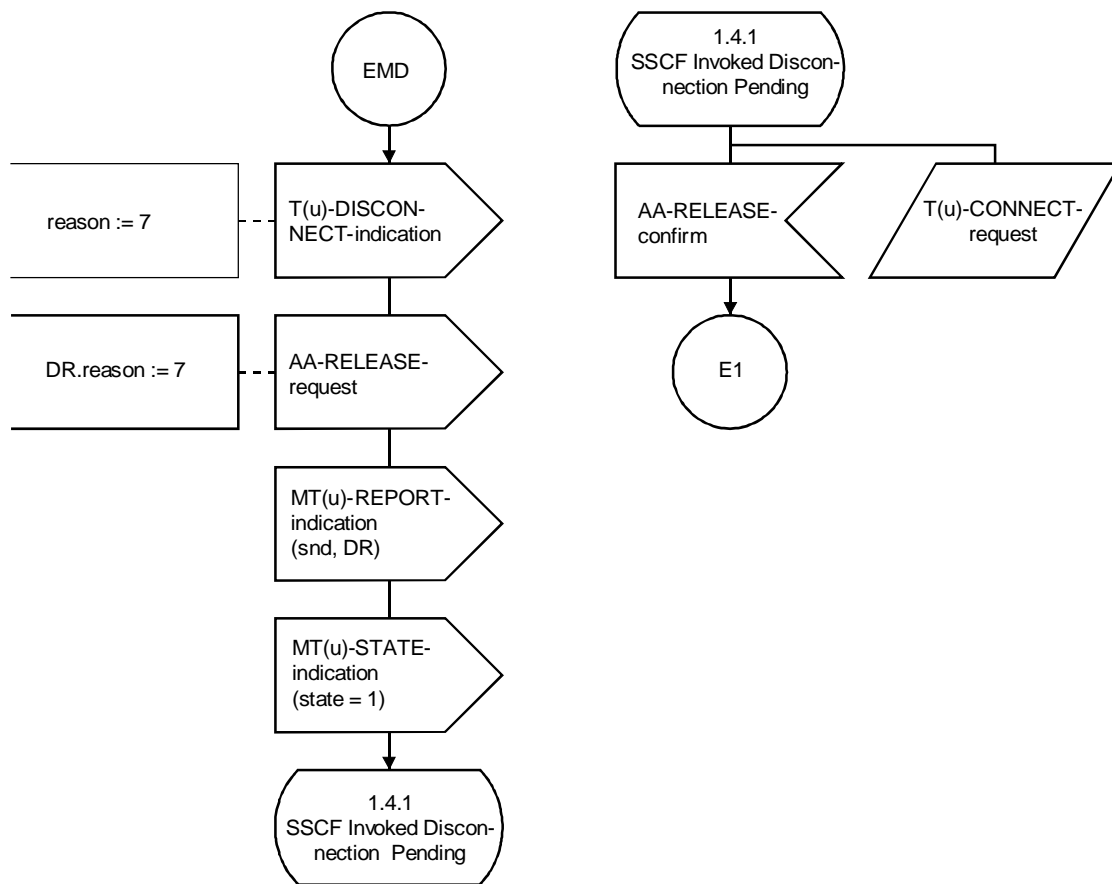 EMD
reason := 7
T(u)-DISCON-
NECT-indication
DR.reason := 7
AA-RELEASE-
request
MT(u)-REPORT-
indication
(snd, DR)
MT(u)-STATE-
indication
(state = 1)
1.4.1
SSCF Invoked Discon-
nection Pending
1.4.1
SSCF Invoked Discon-
nection Pending
AA-RELEASE-
confirm
T(u)-CONNECT-
request
E1